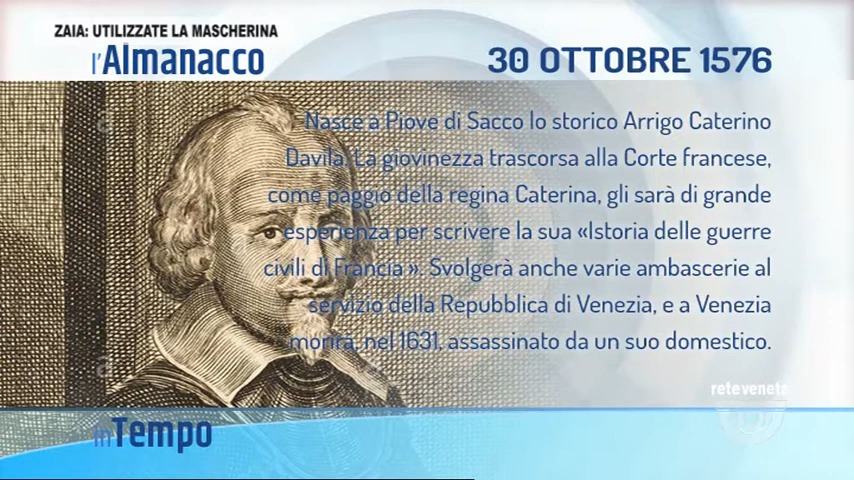 ZAIA: UTILIZZATE LA MASCHERINA
l'Almanacco
30 OTTOBRE 1576
Nasce a Piove di Sacco lo storico Arrigo Caterino
Davila. La giovinezza trascorsa alla Corte francese,
come paggio della regina Caterina, gli sarà di grande
esperienza per scrivere la sua «Istoria delle guerre
civili di Francia ». Svolgerà anche varie ambascerie al
servizio della Repubblica di Venezia, e a Venezia
morirà, nel 1631, assassinato da un suo domestico.
reteveneta
inTempo